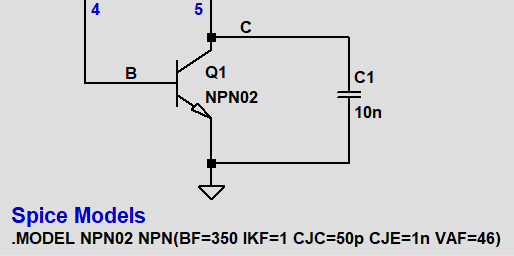 4 5
C
B
Q1
C1
NPN02
10n
Spice Models
.MODEL NPN02 NPN(BF=350 IKF=1 CJC=50p CJE=1n VAF=46)